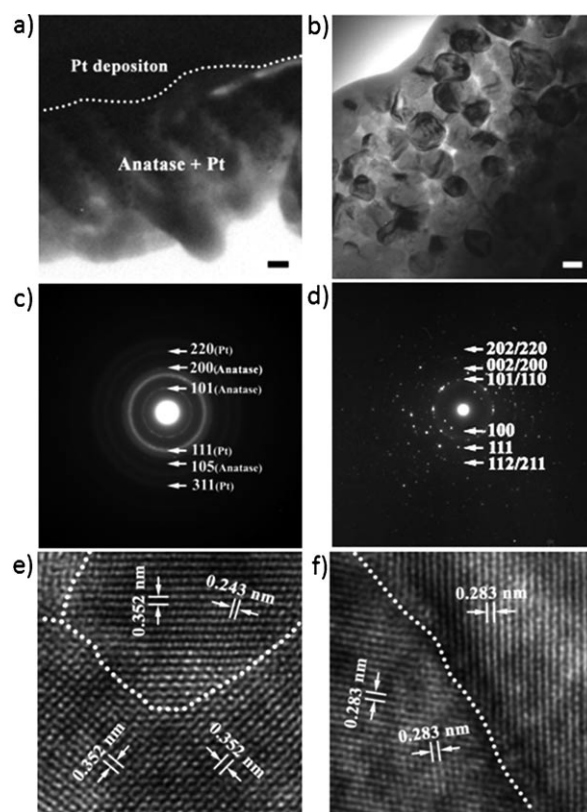 a)
Pt depositon
Anatase + Pt
b)
c)
220(Pt)
200(Anatase)
101(Anatase)
111(Pt)
105(Anatase)
311(Pt)
d)
202/220
002/200
101/110
100
111
112/211
e)
0.352 nm
0.243 nm
0.352 nm
0.352 nm
f)
0.283 nm
0.283 nm
0.283 nm